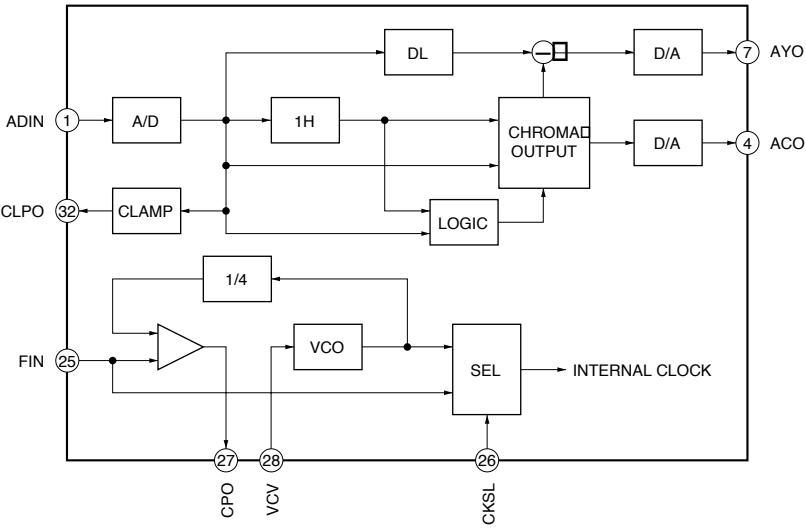 DL
−
D/A
7
AYO
ADIN
1
A/D
1H
CHROMA
OUTPUT
D/A
4
ACO
CLPO
32
CLAMP
LOGIC
1/4
FIN
25
VCO
SEL
INTERNAL CLOCK
27
28
26
CPO
VCV
CKSL